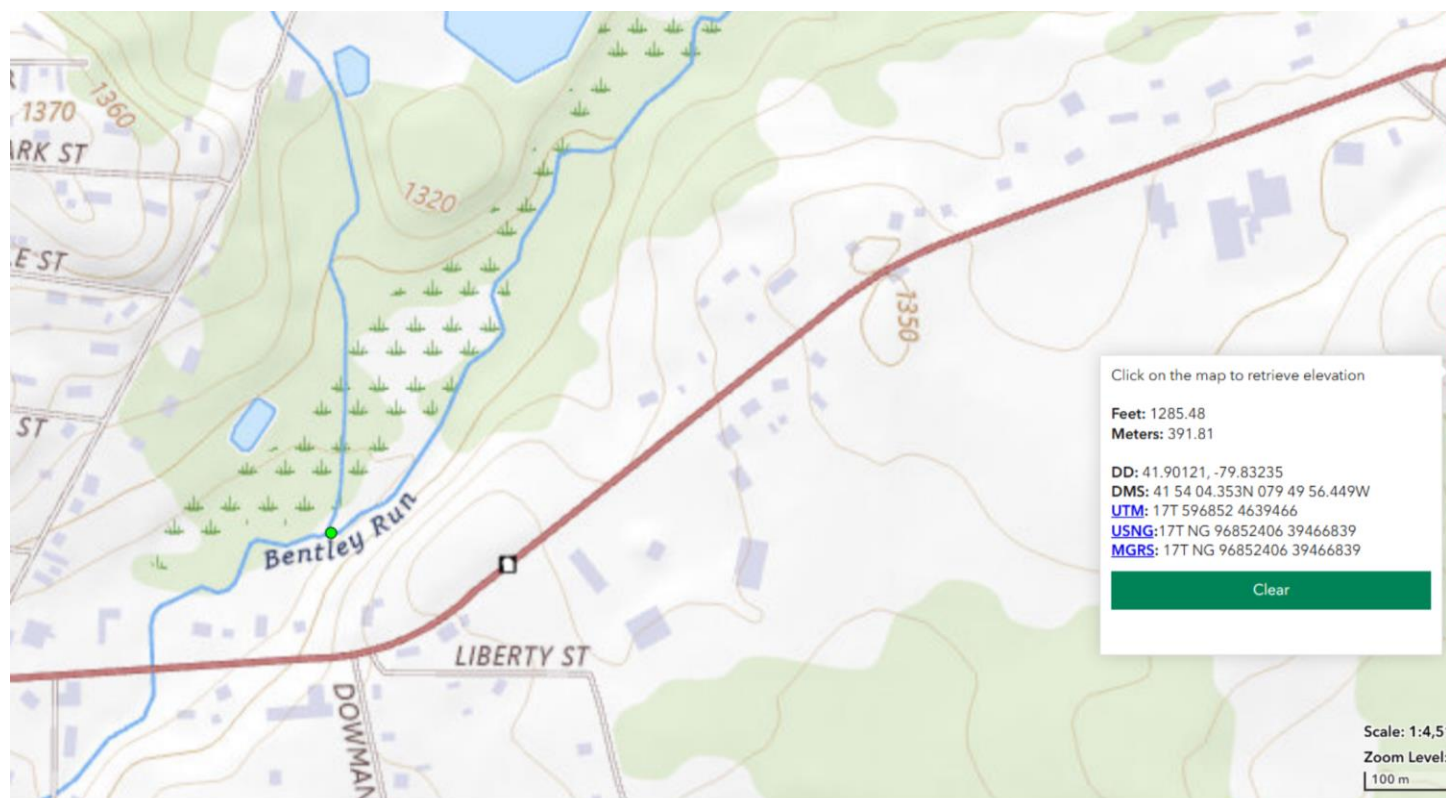 1370
1360
ARK ST
1320
E ST
1350
ST
Bentley Run
LIBERTY ST
DOWMAN
Click on the map to retrieve elevation
Feet: 1285.48
Meters: 391.81
DD: 41.90121, -79.83235
DMS: 41 54 04.353N 079 49 56.449W
UTM: 17T 596852 4639466
USNG:17T NG 96852406 39466839
MGRS: 17T NG 96852406 39466839
Clear
Scale: 1:4,5
Zoom Level:
100 m